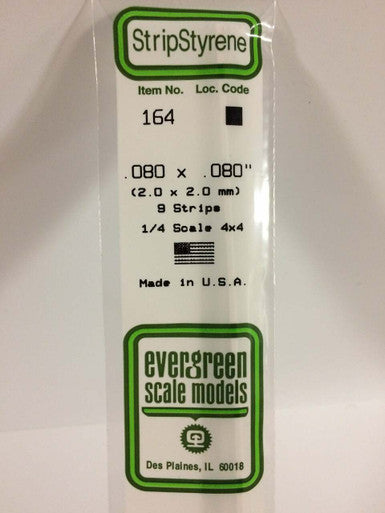 StripStyrene
Item No. Loc. Code
164
.080 x .080"
(2.0 x 2.0 mm)
9 Strips
1/4 Scale 4x4
Made in U.S.A.
evergreen
scale models
Des Plaines, IL 60018